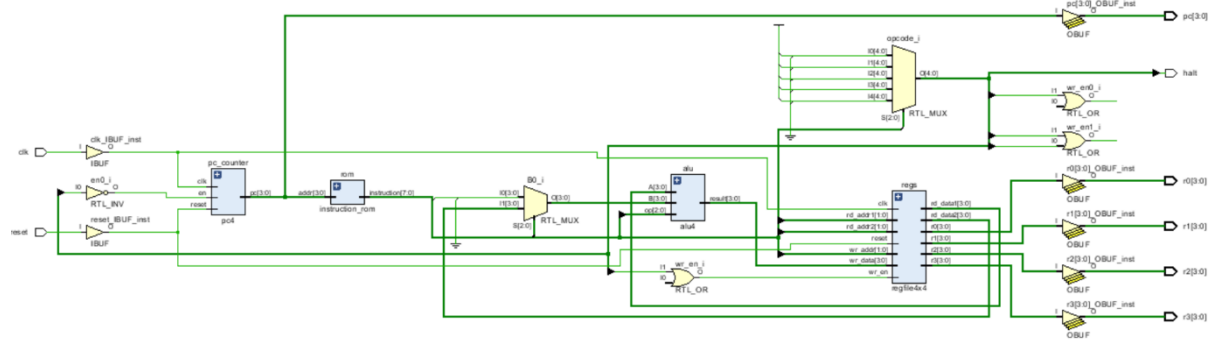 pc[3:0]_OBUF_inst
I
O
pc[3:0]
OBUF
opcode_i
I0[4:0]
I1[4:0]
I2[4:0]
I3[4:0]
I4[4:0]
O[4:0]
S[2:0]
RTL_MUX
halt
wr_en0_i
I1
I0
O
RTL_OR
wr_en1_i
I1
I0
O
RTL_OR
clk
clk_IBUF_inst
I
O
IBUF
en0_i
I0
O
RTL_INV
reset
reset_IBUF_inst
I
O
IBUF
pc_counter
clk
en
reset
pc[3:0]
pc4
rom
addr[3:0]
instruction[7:0]
instruction_rom
B0_i
I0[3:0]
I1[3:0]
O[3:0]
S[2:0]
RTL_MUX
alu
A[3:0]
B[3:0]
op[2:0]
result[3:0]
alu4
wr_en_i
I1
I0
O
RTL_OR
regs
clk
rd_addr1[1:0]
rd_addr2[1:0]
reset
wr_addr[1:0]
wr_data[3:0]
wr_en
rd_data1[3:0]
rd_data2[3:0]
r0[3:0]
r1[3:0]
r2[3:0]
r3[3:0]
regfile4x4
r0[3:0]_OBUF_inst
I
O
r0[3:0]
OBUF
r1[3:0]_OBUF_inst
I
O
r1[3:0]
OBUF
r2[3:0]_OBUF_inst
I
O
r2[3:0]
OBUF
r3[3:0]_OBUF_inst
I
O
r3[3:0]
OBUF